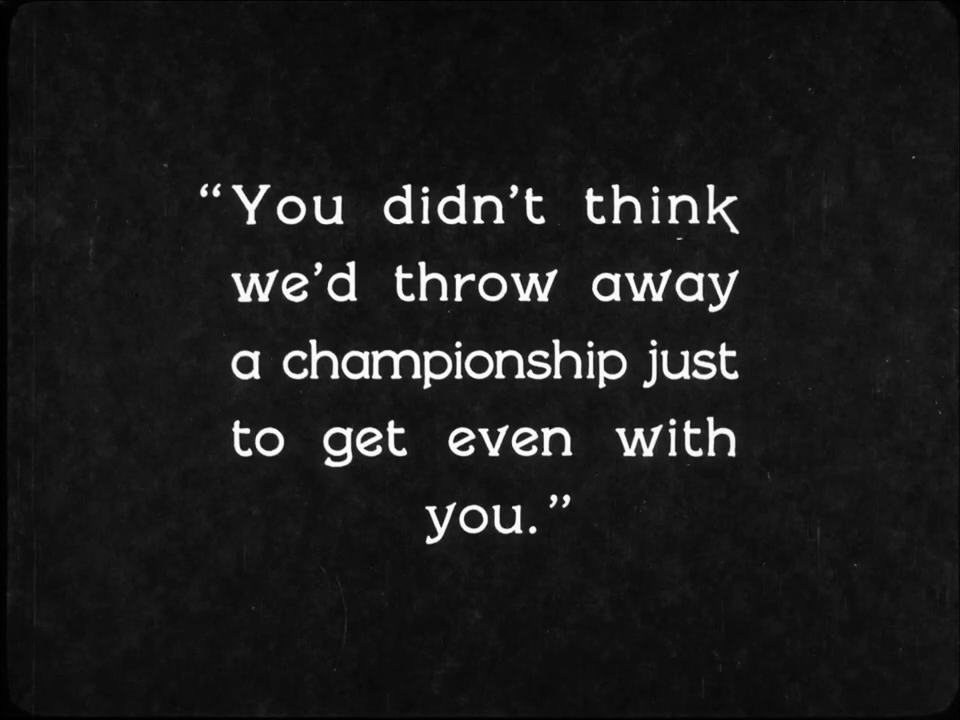 “You didn’t think
we’d throw away
a championship just
to get even with
you.”